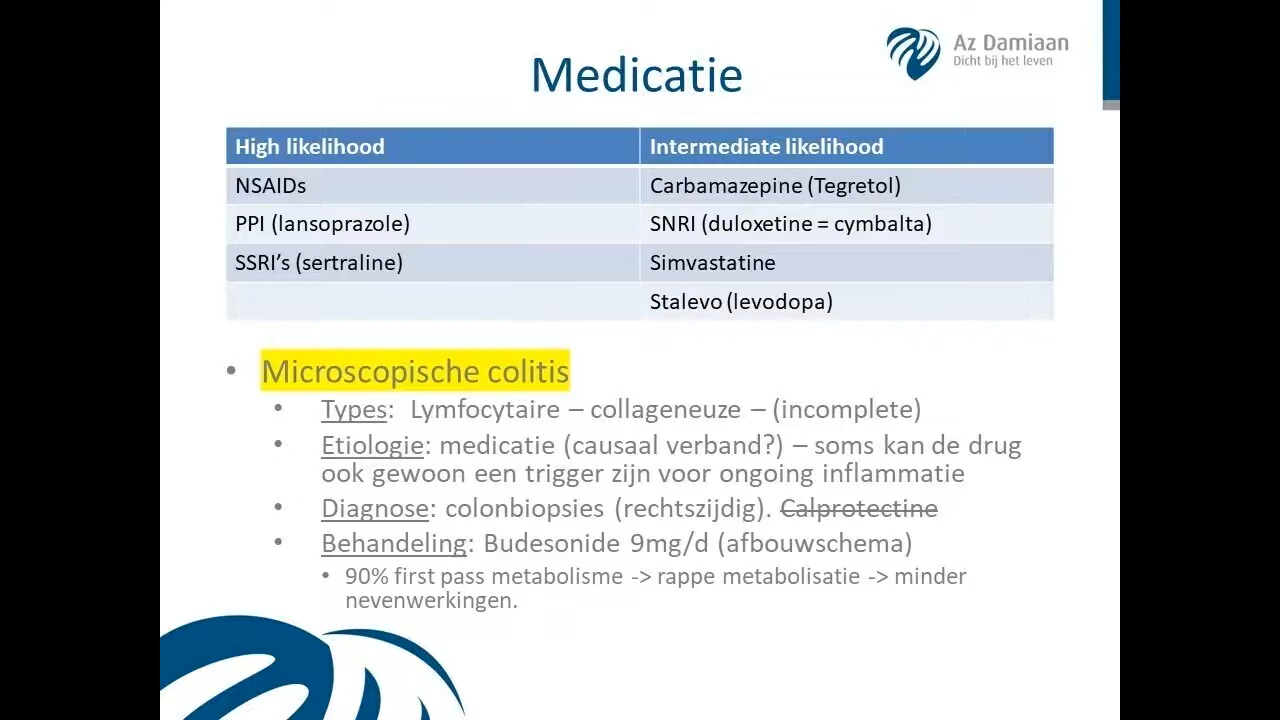 Az Damiaan
Dicht bij het leven
Medicatie
High likelihood Intermediate likelihood
NSAIDs Carbamazepine (Tegretol)
PPI (lansoprazole) SNRI (duloxetine = cymbalta)
SSRI’s (sertraline) Simvastatine
Stalevo (levodopa)
• Microscopische colitis
• Types: Lymfocytaire – collageneuze – (incomplete)
• Etiologie: medicatie (causaal verband?) – soms kan de drug
ook gewoon een trigger zijn voor ongoing inflammatie
• Diagnose: colonbiopsies (rechtszijdig). Calprotectine
• Behandeling: Budesonide 9mg/d (afbouwschema)
• 90% first pass metabolisme -> rappe metabolisatie -> minder
nevenwerkingen.